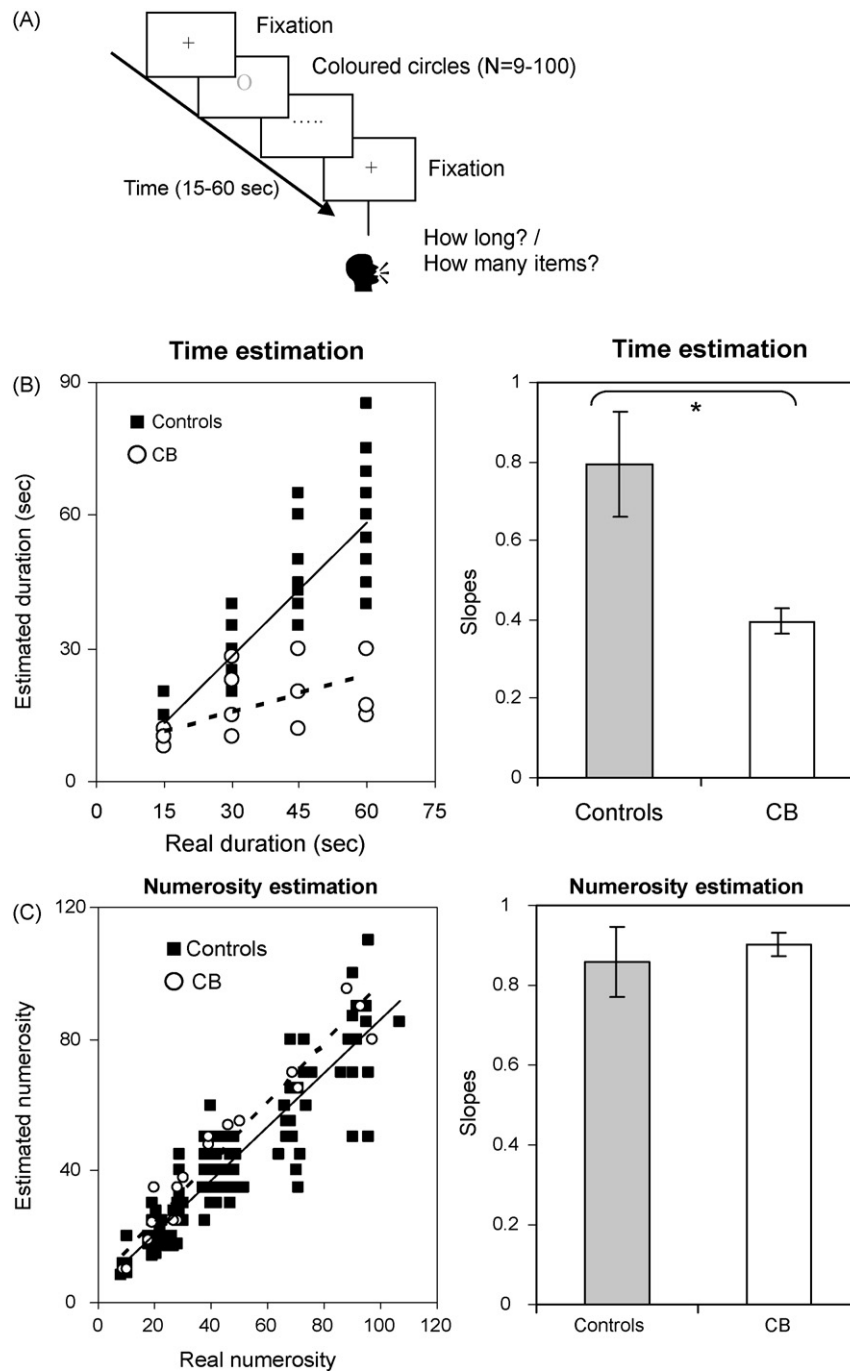 (A)
+
Fixation
Coloured circles (N=9-100)
.....
+
Fixation
Time (15-60 sec)
How long? /
How many items?
(B)
Time estimation
90
60
30
0
Estimated duration (sec)
Controls
CB
0 15 30 45 60 75
Real duration (sec)
Time estimation
1
0.8
0.6
0.4
0.2
0
Slopes
*
Controls CB
(C)
Numerosity estimation
120
80
40
0
Estimated numerosity
Controls
CB
0 20 40 60 80 100 120
Real numerosity
Numerosity estimation
1
0.8
0.6
0.4
0.2
0
Slopes
Controls CB